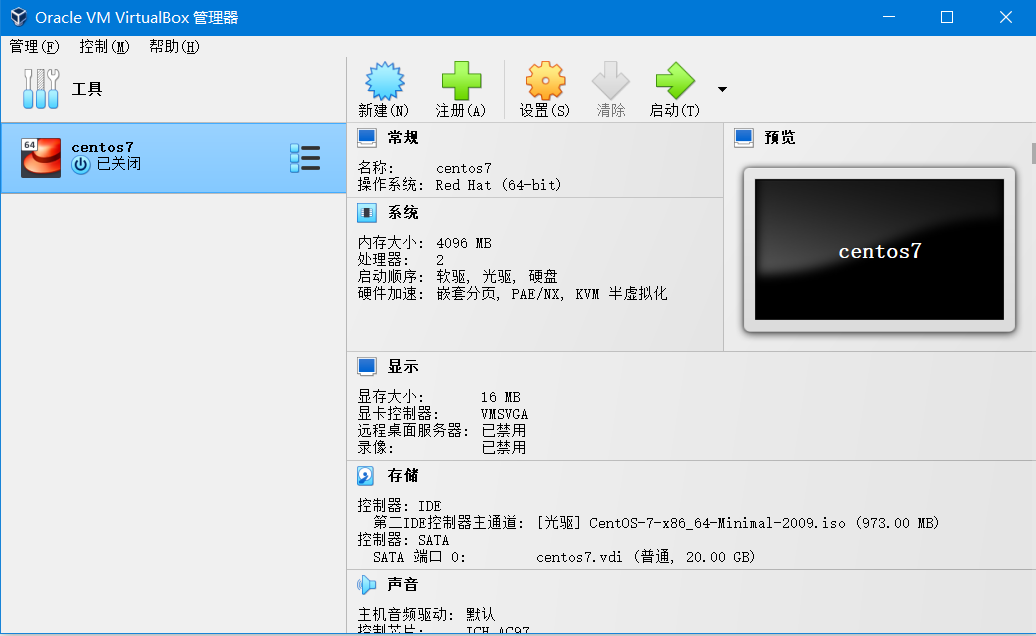 Oracle VM VirtualBox 管理器
管理(F) 控制(M) 帮助(H)
工具
新建(N) 注册(A) 设置(S) 清除 启动(T)
64
centos7
已关闭
常规
名称: centos7
操作系统: Red Hat (64-bit)
系统
内存大小: 4096 MB
处理器: 2
启动顺序: 软驱, 光驱, 硬盘
硬件加速: 嵌套分页, PAE/NX, KVM 半虚拟化
预览
centos7
显示
显存大小: 16 MB
显卡控制器: VMSVGA
远程桌面服务器: 已禁用
录像: 已禁用
存储
控制器: IDE
第二IDE控制器主通道: [光驱] CentOS-7-x86_64-Minimal-2009.iso (973.00 MB)
控制器: SATA
SATA 端口 0: centos7.vdi (普通, 20.00 GB)
声音
主机音频驱动: 默认
控制芯片: ICH AC97